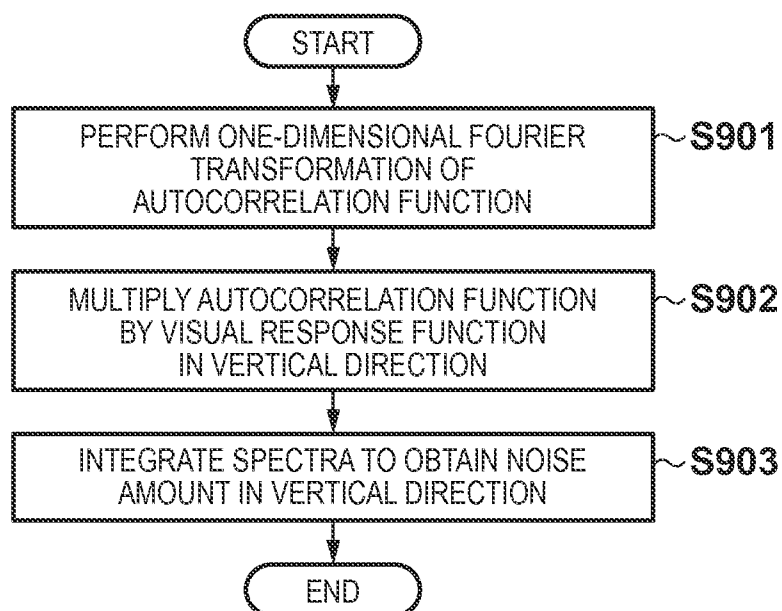 START
PERFORM ONE-DIMENSIONAL FOURIER
TRANSFORMATION OF
AUTOCORRELATION FUNCTION
S901
MULTIPLY AUTOCORRELATION FUNCTION
BY VISUAL RESPONSE FUNCTION
IN VERTICAL DIRECTION
S902
INTEGRATE SPECTRA TO OBTAIN NOISE
AMOUNT IN VERTICAL DIRECTION
S903
END